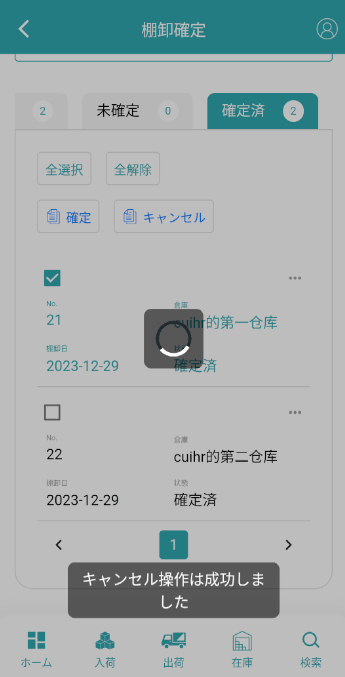 棚卸確定
2
未確定 0
確定済 2
全選択 全解除
確定 キャンセル
No. 倉庫
21 cuihr的第一仓库
棚卸日 状
2023-12-29 確定済
No. 倉庫
22 cuihr的第二仓库
棚卸日 状態
2023-12-29 確定済
1
キャンセル操作は成功しま
した
ホーム 入荷 出荷 在庫 検索